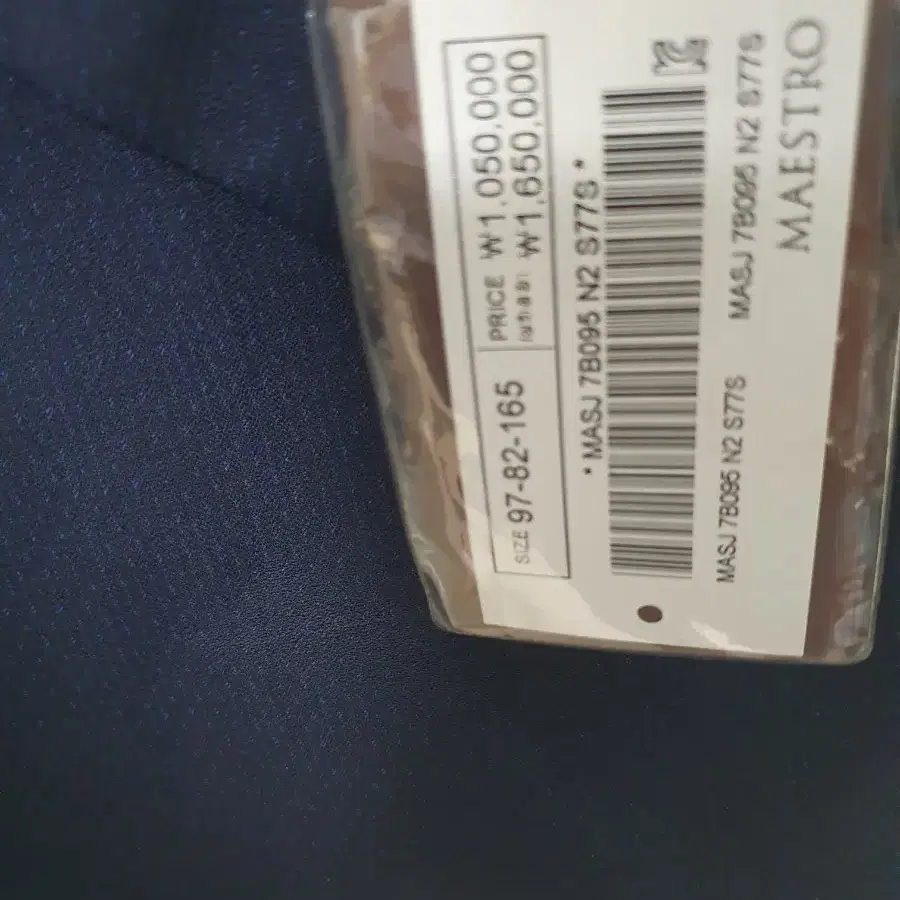 MAESTRO
MASJ 7B095 N2 S77S
MASJ 7B095 N2 S77S
* MASJ 7B095 N2 S77S *
SIZE 97-82-165
PRICE ₩1,050,000
₩1,650,000